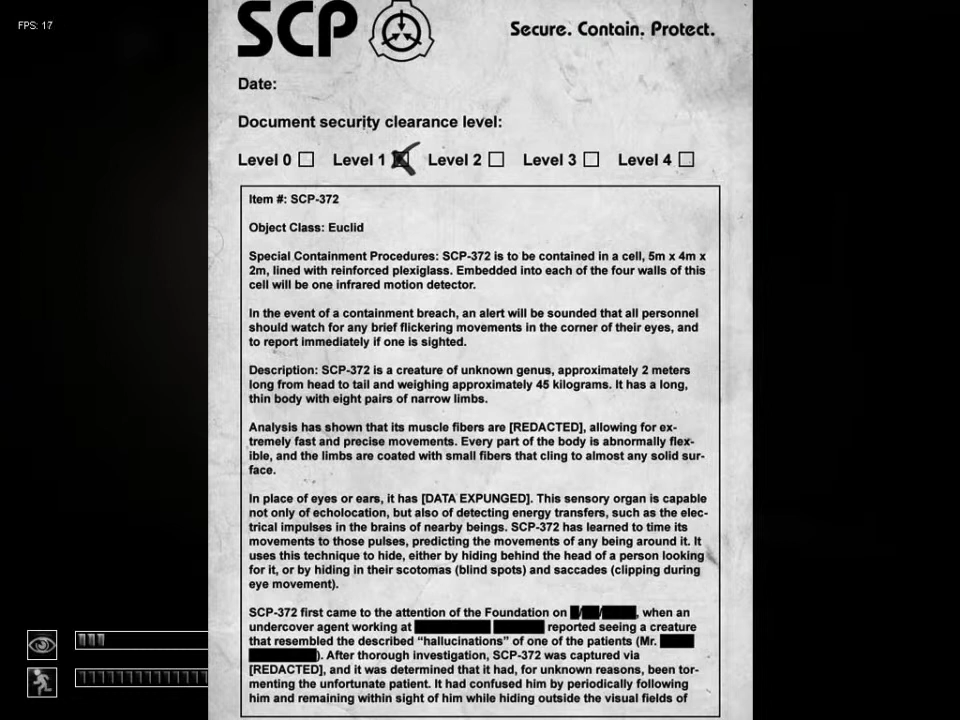 FPS: 17
SCP
Secure. Contain. Protect.
Date:
Document security clearance level:
Level 0 Level 1 Level 2 Level 3 Level 4
Item #: SCP-372
Object Class: Euclid
Special Containment Procedures: SCP-372 is to be contained in a cell, 5m x 4m x
2m, lined with reinforced plexiglass. Embedded into each of the four walls of this
cell will be one infrared motion detector.
In the event of a containment breach, an alert will be sounded that all personnel
should watch for any brief flickering movements in the corner of their eyes, and
to report immediately if one is sighted.
Description: SCP-372 is a creature of unknown genus, approximately 2 meters
long from head to tail and weighing approximately 45 kilograms. It has a long,
thin body with eight pairs of narrow limbs.
Analysis has shown that its muscle fibers are [REDACTED], allowing for ex-
tremely fast and precise movements. Every part of the body is abnormally flex-
ible, and the limbs are coated with small fibers that cling to almost any solid sur-
face.
In place of eyes or ears, it has [DATA EXPUNGED]. This sensory organ is capable
not only of echolocation, but also of detecting energy transfers, such as the elec-
trical impulses in the brains of nearby beings. SCP-372 has learned to time its
movements to those pulses, predicting the movements of any being around it. It
uses this technique to hide, either by hiding behind the head of a person looking
for it, or by hiding in their scotomas (blind spots) and saccades (clipping during
eye movement).
SCP-372 first came to the attention of the Foundation on / / , when an
undercover agent working at reported seeing a creature
that resembled the described “hallucinations” of one of the patients (Mr.
). After thorough investigation, SCP-372 was captured via
[REDACTED], and it was determined that it had, for unknown reasons, been tor-
menting the unfortunate patient. It had confused him by periodically following
him and remaining within sight of him while hiding outside the visual fields of